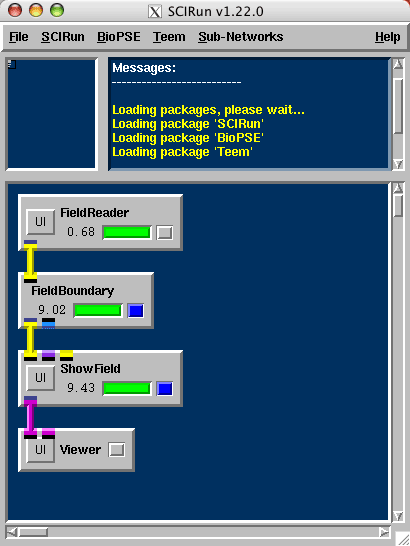 SCIRun v1.22.0
File SCIRun BioPSE Teem Sub-Networks Help
Messages:
--------------------------
Loading packages, please wait...
Loading package 'SCIRun'
Loading package 'BioPSE'
Loading package 'Teem'
UI FieldReader
0.68
FieldBoundary
9.02
UI ShowField
9.43
UI Viewer